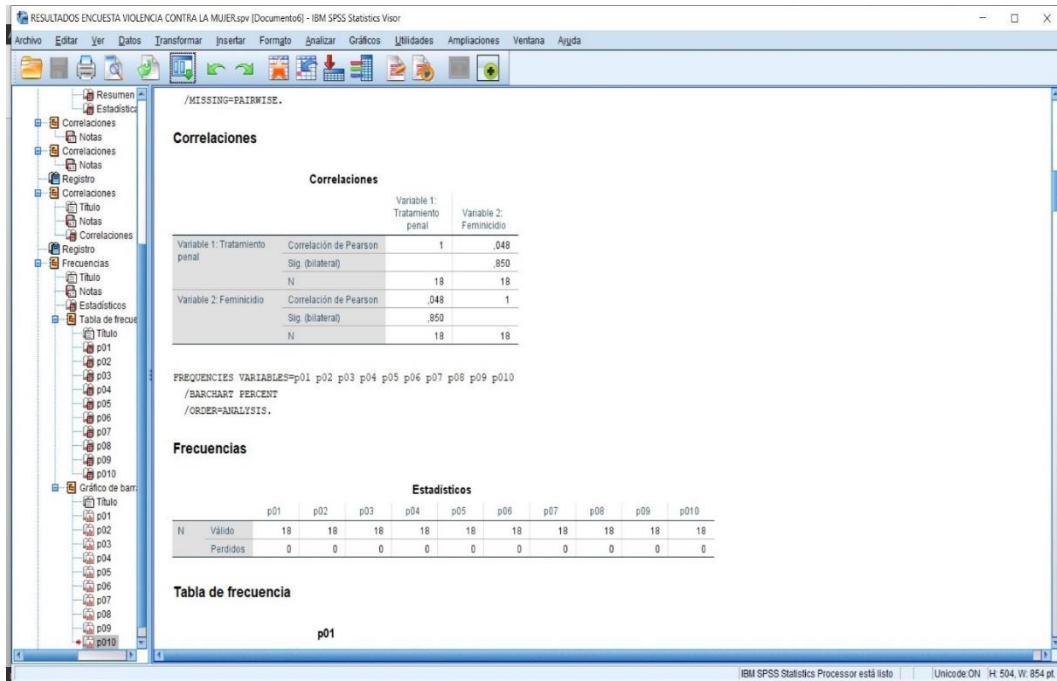 RESULTADOS ENCUESTA VIOLENCIA CONTRA LA MUJER.spv [Documento6] - IBM SPSS Statistics Visor
Archivo Editar Ver Datos Transformar Insertar Formato Analizar Gráficos Utilidades Ampliaciones Ventana Ayuda
Resumen
Estadística
Correlaciones
Notas
Correlaciones
Notas
Registro
Correlaciones
Título
Notas
Correlaciones
Registro
Frecuencias
Título
Notas
Estadísticos
Tabla de frecue
Título
p01
p02
p03
p04
p05
p06
p07
p08
p09
p010
Gráfico de barr
Título
p01
p02
p03
p04
p05
p06
p07
p08
p09
p010
/MISSING=PAIRWISE.
Correlaciones
Correlaciones
Variable 1: Tratamiento penal Variable 2: Feminicidio
Variable 1: Tratamiento penal Correlación de Pearson 1 ,048
Sig. (bilateral) ,850
N 18 18
Variable 2: Feminicidio Correlación de Pearson ,048 1
Sig. (bilateral) ,850
N 18 18
FREQUENCIES VARIABLES=p01 p02 p03 p04 p05 p06 p07 p08 p09 p010
/BARCHART PERCENT
/ORDER=ANALYSIS.
Frecuencias
Estadísticos
p01 p02 p03 p04 p05 p06 p07 p08 p09 p010
N Válido 18 18 18 18 18 18 18 18 18 18
Perdidos 0 0 0 0 0 0 0 0 0 0
Tabla de frecuencia
p01
IBM SPSS Statistics Processor está listo Unicode:ON H: 504, W: 854 pt.